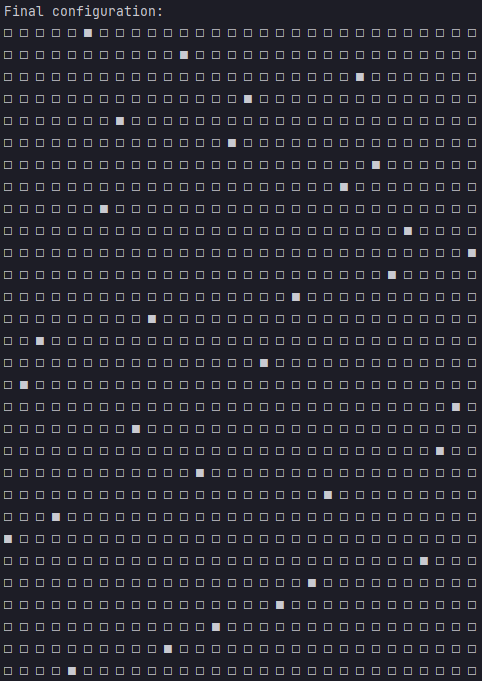 Final configuration:
□ □ □ □ □ ■ □ □ □ □ □ □ □ □ □ □ □ □ □ □ □ □ □ □ □ □ □ □ □ □
□ □ □ □ □ □ □ □ □ □ □ ■ □ □ □ □ □ □ □ □ □ □ □ □ □ □ □ □ □ □
□ □ □ □ □ □ □ □ □ □ □ □ □ □ □ □ □ □ □ □ □ □ ■ □ □ □ □ □ □ □
□ □ □ □ □ □ □ □ □ □ □ □ □ □ □ ■ □ □ □ □ □ □ □ □ □ □ □ □ □ □
□ □ □ □ □ □ □ ■ □ □ □ □ □ □ □ □ □ □ □ □ □ □ □ □ □ □ □ □ □ □
□ □ □ □ □ □ □ □ □ □ □ □ □ □ ■ □ □ □ □ □ □ □ □ □ □ □ □ □ □ □
□ □ □ □ □ □ □ □ □ □ □ □ □ □ □ □ □ □ □ □ □ □ □ ■ □ □ □ □ □ □
□ □ □ □ □ □ □ □ □ □ □ □ □ □ □ □ □ □ □ □ □ ■ □ □ □ □ □ □ □ □
□ □ □ □ □ □ ■ □ □ □ □ □ □ □ □ □ □ □ □ □ □ □ □ □ □ □ □ □ □ □
□ □ □ □ □ □ □ □ □ □ □ □ □ □ □ □ □ □ □ □ □ □ □ □ □ ■ □ □ □ □
□ □ □ □ □ □ □ □ □ □ □ □ □ □ □ □ □ □ □ □ □ □ □ □ □ □ □ □ □ ■
□ □ □ □ □ □ □ □ □ □ □ □ □ □ □ □ □ □ □ □ □ □ □ □ ■ □ □ □ □ □
□ □ □ □ □ □ □ □ □ □ □ □ □ □ □ □ □ □ ■ □ □ □ □ □ □ □ □ □ □ □
□ □ □ □ □ □ □ □ □ ■ □ □ □ □ □ □ □ □ □ □ □ □ □ □ □ □ □ □ □ □
□ □ ■ □ □ □ □ □ □ □ □ □ □ □ □ □ □ □ □ □ □ □ □ □ □ □ □ □ □ □
□ □ □ □ □ □ □ □ □ □ □ □ □ □ □ □ ■ □ □ □ □ □ □ □ □ □ □ □ □ □
□ ■ □ □ □ □ □ □ □ □ □ □ □ □ □ □ □ □ □ □ □ □ □ □ □ □ □ □ □ □
□ □ □ □ □ □ □ □ □ □ □ □ □ □ □ □ □ □ □ □ □ □ □ □ □ □ □ □ ■ □
□ □ □ □ □ □ □ □ ■ □ □ □ □ □ □ □ □ □ □ □ □ □ □ □ □ □ □ □ □ □
□ □ □ □ □ □ □ □ □ □ □ □ □ □ □ □ □ □ □ □ □ □ □ □ □ □ □ ■ □ □
□ □ □ □ □ □ □ □ □ □ □ □ ■ □ □ □ □ □ □ □ □ □ □ □ □ □ □ □ □ □
□ □ □ □ □ □ □ □ □ □ □ □ □ □ □ □ □ □ □ □ ■ □ □ □ □ □ □ □ □ □
□ □ □ ■ □ □ □ □ □ □ □ □ □ □ □ □ □ □ □ □ □ □ □ □ □ □ □ □ □ □
■ □ □ □ □ □ □ □ □ □ □ □ □ □ □ □ □ □ □ □ □ □ □ □ □ □ □ □ □ □
□ □ □ □ □ □ □ □ □ □ □ □ □ □ □ □ □ □ □ □ □ □ □ □ □ □ ■ □ □ □
□ □ □ □ □ □ □ □ □ □ □ □ □ □ □ □ □ □ □ ■ □ □ □ □ □ □ □ □ □ □
□ □ □ □ □ □ □ □ □ □ □ □ □ □ □ □ □ ■ □ □ □ □ □ □ □ □ □ □ □ □
□ □ □ □ □ □ □ □ □ □ □ □ □ ■ □ □ □ □ □ □ □ □ □ □ □ □ □ □ □ □
□ □ □ □ □ □ □ □ □ □ ■ □ □ □ □ □ □ □ □ □ □ □ □ □ □ □ □ □ □ □
□ □ □ □ ■ □ □ □ □ □ □ □ □ □ □ □ □ □ □ □ □ □ □ □ □ □ □ □ □ □